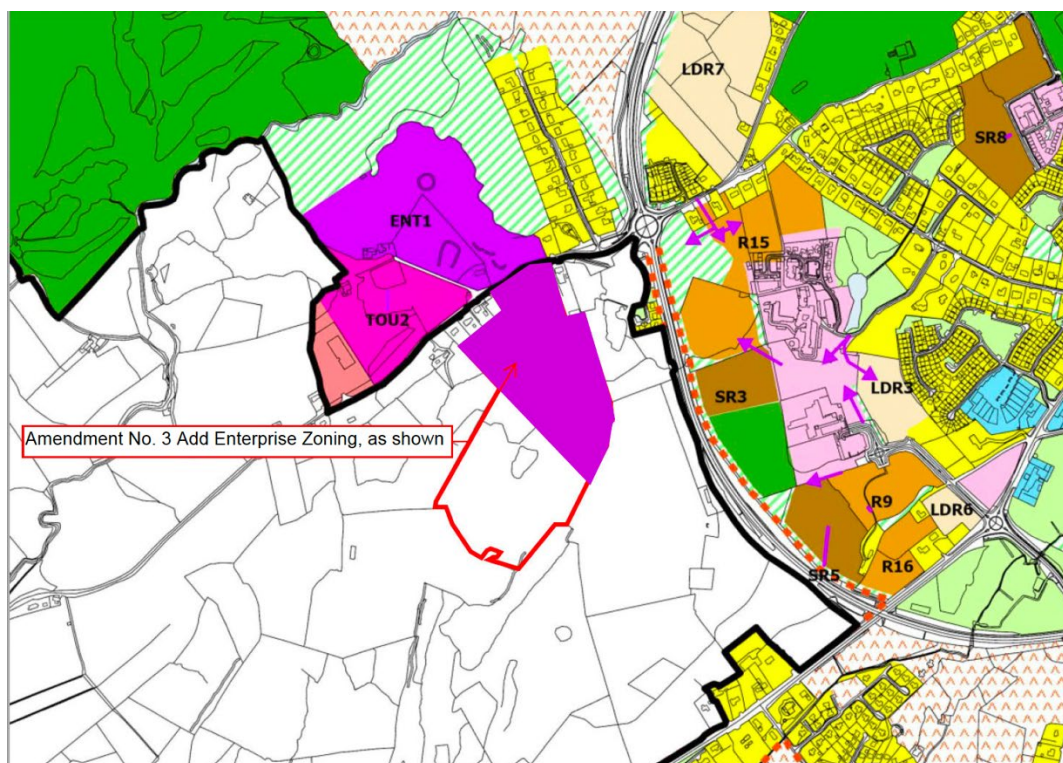 LDR7
SR8
ENT1
R15
TOU2
SR3
LDR3
Amendment No. 3 Add Enterprise Zoning, as shown
R9
LDR6
SR5
R16